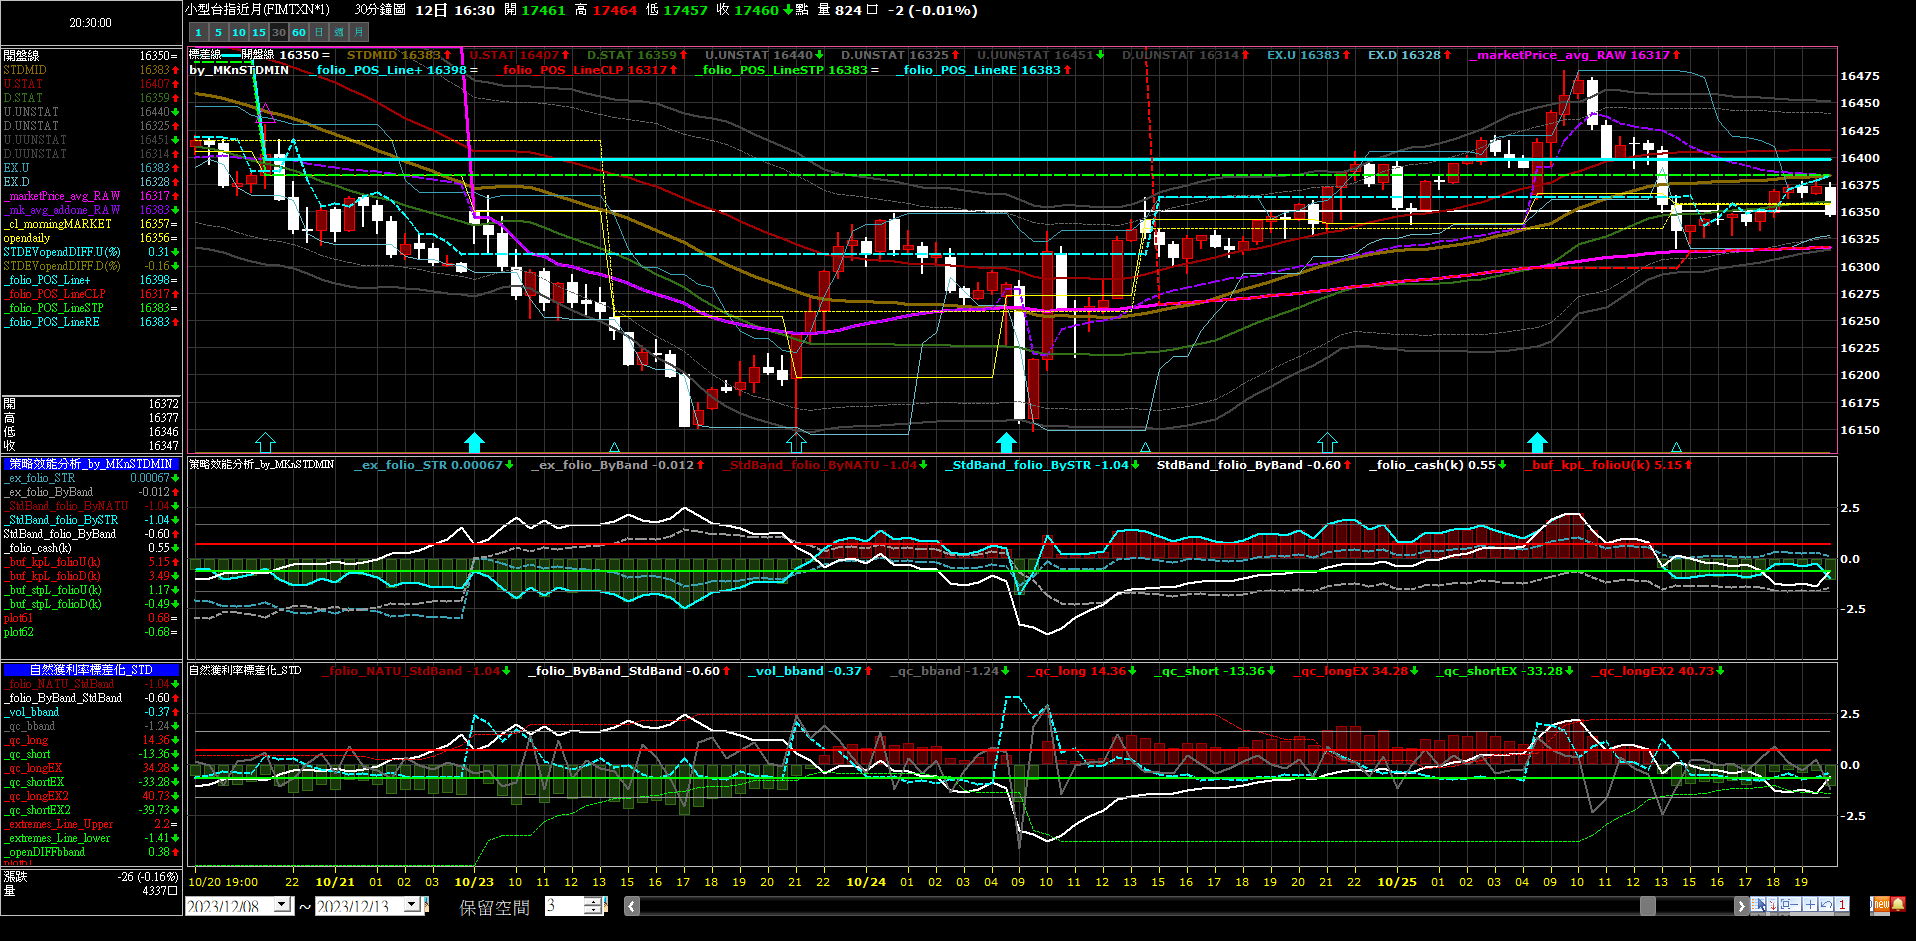 20:30:00
小型台指近月(FIMTXN*1) 30分鐘圖 12日 16:30 開 17461 高 17464 低 17457 收 17460 點 量 824 口 -2 (-0.01%)
1 5 10 15 30 60 日 週 月
開盤線 16350=
STDMID 16383
U.STAT 16407
D.STAT 16359
U.UNSTAT 16440
D.UNSTAT 16325
U.UUNSTAT 16451
D.UUNSTAT 16314
EX.U 16383
EX.D 16328
_marketPrice_avg_RAW 16317
_mk_avg_addons_RAW 16383
_cl_morningMARKET 16357=
opendaily 16356=
STDEVopendDIFF.U(%) 0.31
STDEVopendDIFF.D(%) -0.16
_folio_POS_Line+ 16398=
_folio_POS_LineCLP 16317
_folio_POS_LineSTP 16383=
_folio_POS_LineRE 16383
開 16372
高 16377
低 16346
收 16347
標差線 開盤線 16350 = STDMID 16383 U.STAT 16407 D.STAT 16359 U.UNSTAT 16440 D.UNSTAT 16325 U.UUNSTAT 16451 D.UUNSTAT 16314 EX.U 16383 EX.D 16328 _marketPrice_avg_RAW 16317
by_MKnSTDMIN _folio_POS_Line+ 16398 = _folio_POS_LineCLP 16317 _folio_POS_LineSTP 16383 = _folio_POS_LineRE 16383
16475
16450
16425
16400
16375
16350
16325
16300
16275
16250
16225
16200
16175
16150
策略效能分析_by_MKnSTDMIN
_ex_folio_STR 0.00067
_ex_folio_ByBand -0.012
_StdBand_folio_ByNATU -1.04
_StdBand_folio_BySTR -1.04
StdBand_folio_ByBand -0.60
_folio_cash(k) 0.55
_buf_kpL_folioU(k) 5.15
_buf_kpL_folioD(k) 3.49
_buf_stpL_folioU(k) 1.17
_buf_stpL_folioD(k) -0.49
plot61 0.68=
plot62 -0.68=
策略效能分析_by_MKnSTDMIN _ex_folio_STR 0.00067 _ex_folio_ByBand -0.012 _StdBand_folio_ByNATU -1.04 _StdBand_folio_BySTR -1.04 StdBand_folio_ByBand -0.60 _folio_cash(k) 0.55 _buf_kpL_folioU(k) 5.15
2.5
0.0
-2.5
自然獲利率標差化_STD
_folio_NATU_StdBand -1.04
_folio_ByBand_StdBand -0.60
_vol_bband -0.37
_qc_bband -1.24
_qc_long 14.36
_qc_short -13.36
_qc_longEX 34.28
_qc_shortEX -33.28
_qc_longEX2 40.73
_qc_shortEX2 -39.73
_extremes_Line_Upper 2.2=
_extremes_Line_lower -1.41
_openDIFFbband 0.38
漲跌 -26 (-0.16%)
量 4337口
自然獲利率標差化_STD _folio_NATU_StdBand -1.04 _folio_ByBand_StdBand -0.60 _vol_bband -0.37 _qc_bband -1.24 _qc_long 14.36 _qc_short -13.36 _qc_longEX 34.28 _qc_shortEX -33.28 _qc_longEX2 40.73
2.5
0.0
-2.5
10/20 19:00 22 10/21 01 02 03 10/23 10 11 12 13 15 16 17 18 19 20 21 22 10/24 01 02 03 04 09 10 11 12 13 15 16 17 18 19 20 21 22 10/25 01 02 03 04 09 10 11 12 13 15 16 17 18 19
2023/12/08 ~ 2023/12/13 保留空間 3
1 new